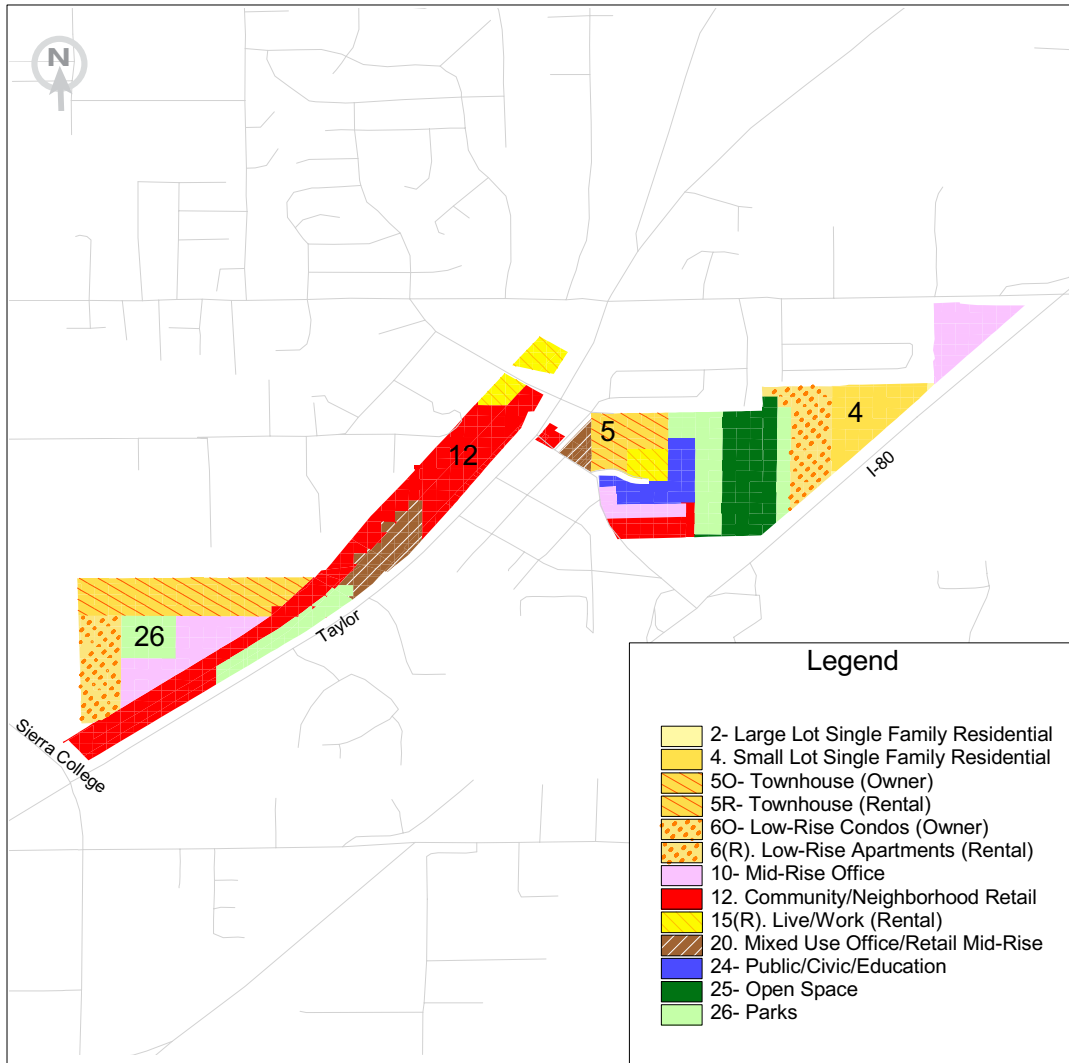 N
12
5
4
I-80
26
Taylor
Sierra College
Legend
2- Large Lot Single Family Residential
4. Small Lot Single Family Residential
5O- Townhouse (Owner)
5R- Townhouse (Rental)
6O- Low-Rise Condos (Owner)
6(R). Low-Rise Apartments (Rental)
10- Mid-Rise Office
12. Community/Neighborhood Retail
15(R). Live/Work (Rental)
20. Mixed Use Office/Retail Mid-Rise
24- Public/Civic/Education
25- Open Space
26- Parks